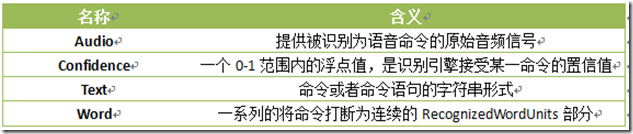 名称 含义
Audio 提供被识别为语音命令的原始音频信号
Confidence 一个 0-1 范围内的浮点值，是识别引擎接受某一命令的置信值
Text 命令或者命令语句的字符串形式
Word 一系列的将命令打断为连续的 RecognizedWordUnits 部分